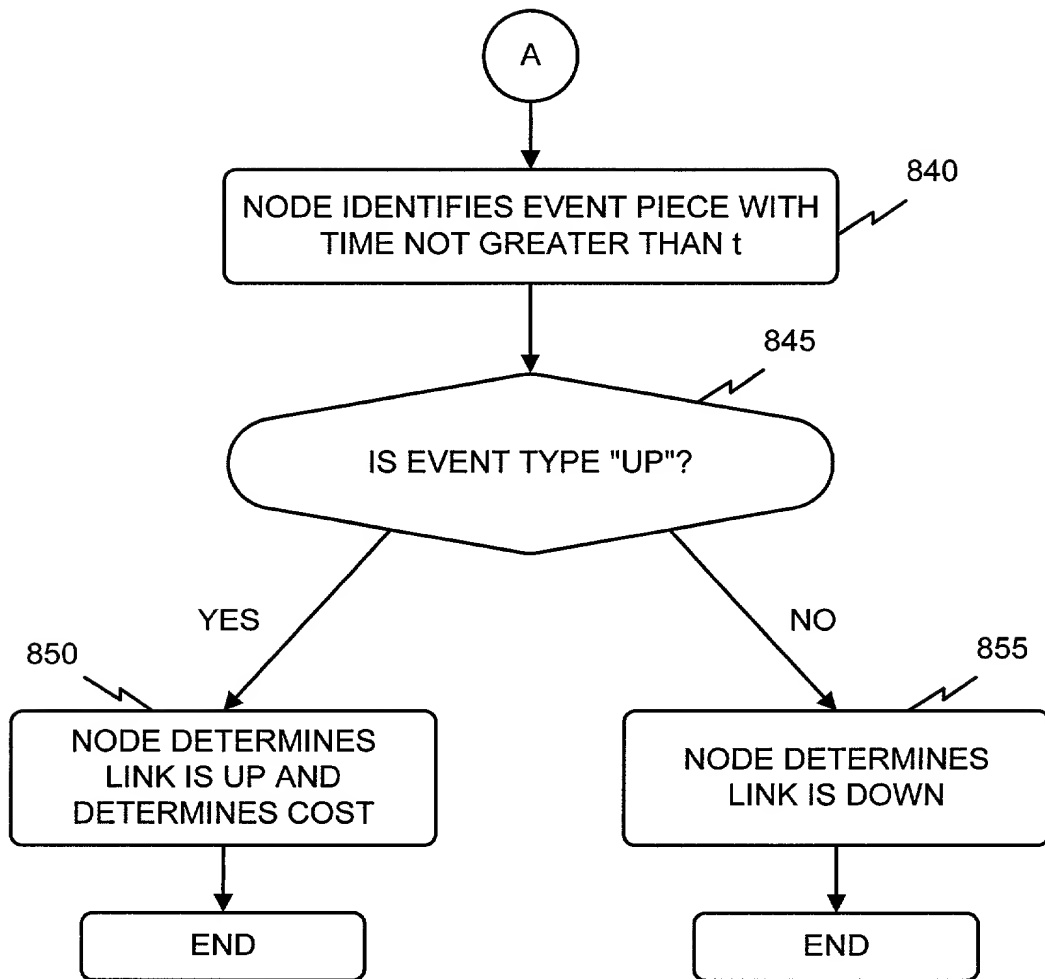 A
NODE IDENTIFIES EVENT PIECE WITH
TIME NOT GREATER THAN t
840
845
IS EVENT TYPE "UP"?
YES
NO
850
855
NODE DETERMINES
LINK IS UP AND
DETERMINES COST
NODE DETERMINES
LINK IS DOWN
END
END